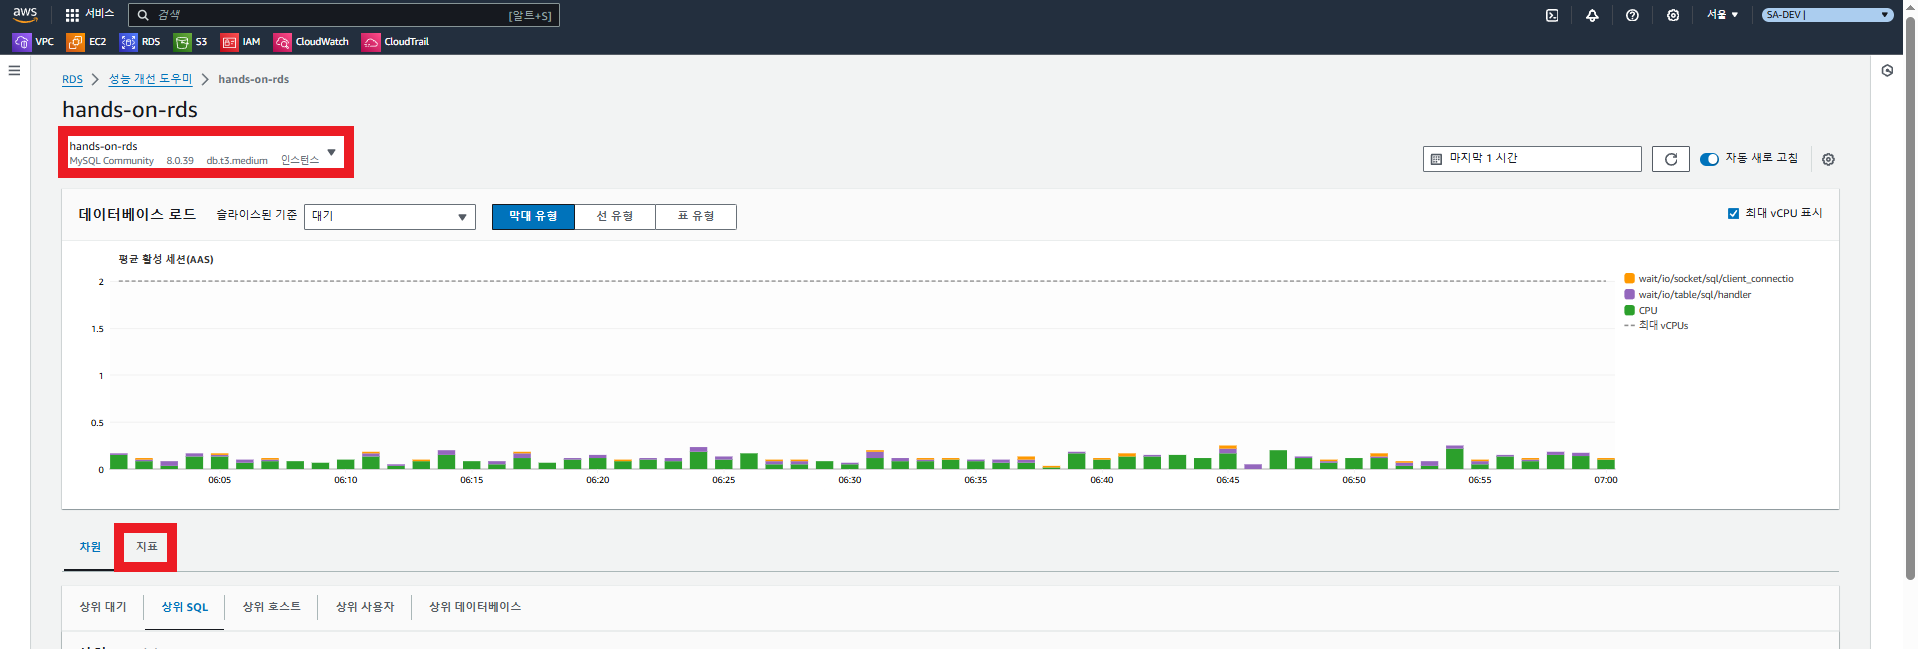 aws 서비스 검색 [알트+S] 서울 SA-DEV |
VPC EC2 RDS S3 IAM CloudWatch CloudTrail
RDS 성능 개선 도우미 hands-on-rds
hands-on-rds
hands-on-rds
MySQL Community 8.0.39 db.t3.medium 인스턴스
마지막 1 시간 자동 새로 고침
데이터베이스 로드 슬라이스된 기준 대기 막대 유형 선 유형 표 유형 최대 vCPU 표시
평균 활성 세션(AAS)
2
1.5
1
0.5
0
06:05 06:10 06:15 06:20 06:25 06:30 06:35 06:40 06:45 06:50 06:55 07:00
wait/io/socket/sql/client_connectio
wait/io/table/sql/handler
CPU
최대 vCPUs
차원 지표
상위 대기 상위 SQL 상위 호스트 상위 사용자 상위 데이터베이스